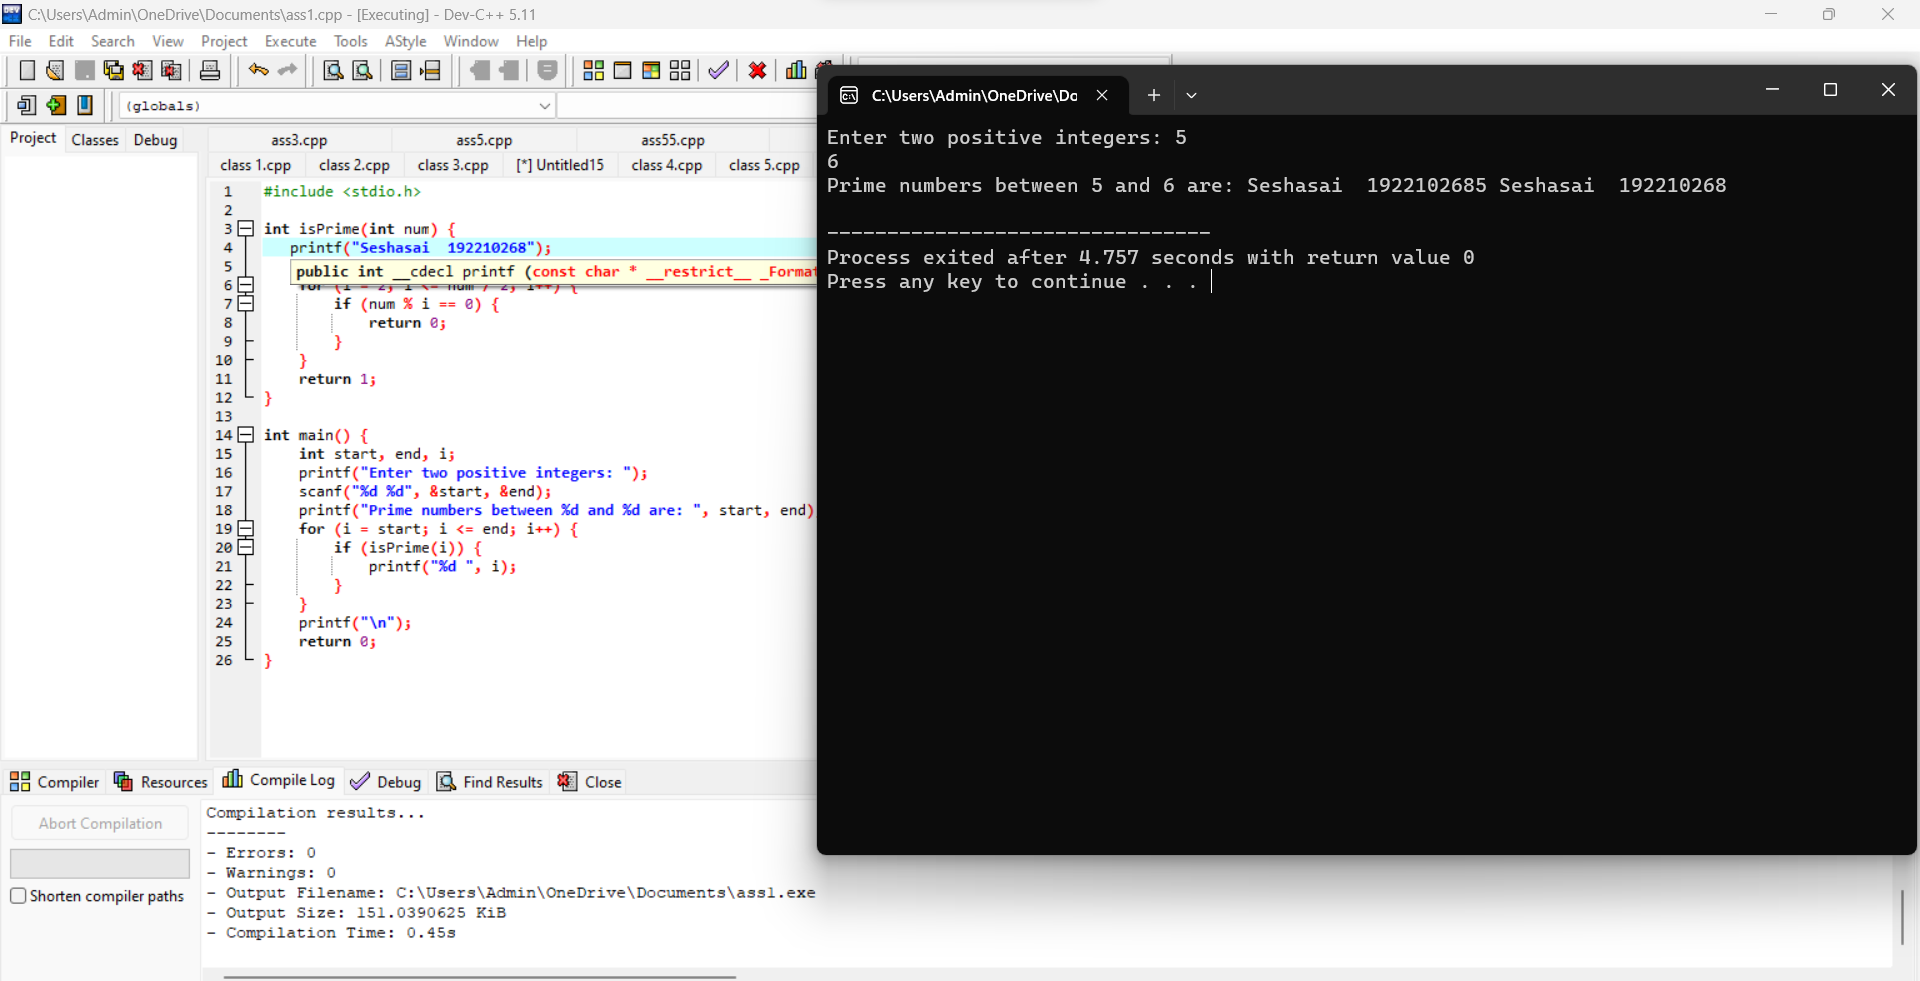 C:\Users\Admin\OneDrive\Documents\ass1.cpp - [Executing] - Dev-C++ 5.11
File Edit Search View Project Execute Tools AStyle Window Help
(globals)
Project Classes Debug
ass3.cpp ass5.cpp ass55.cpp
class 1.cpp class 2.cpp class 3.cpp [*] Untitled15 class 4.cpp class 5.cpp
1 #include <stdio.h>
2
3 int isPrime(int num) {
4 printf("Seshasai  192210268");
5 public int __cdecl printf (const char * __restrict__ _Format
6 for (i = 2; i <= num / 2; i++) {
7 if (num % i == 0) {
8 return 0;
9 }
10 }
11 return 1;
12 }
13
14 int main() {
15 int start, end, i;
16 printf("Enter two positive integers: ");
17 scanf("%d %d", &start, &end);
18 printf("Prime numbers between %d and %d are: ", start, end)
19 for (i = start; i <= end; i++) {
20 if (isPrime(i)) {
21 printf("%d ", i);
22 }
23 }
24 printf("\n");
25 return 0;
26 }
C:\Users\Admin\OneDrive\Do
Enter two positive integers: 5
6
Prime numbers between 5 and 6 are: Seshasai  1922102685 Seshasai  192210268
--------------------------------
Process exited after 4.757 seconds with return value 0
Press any key to continue . . .
Compiler Resources Compile Log Debug Find Results Close
Abort Compilation
Shorten compiler paths
Compilation results...
--------
- Errors: 0
- Warnings: 0
- Output Filename: C:\Users\Admin\OneDrive\Documents\ass1.exe
- Output Size: 151.0390625 KiB
- Compilation Time: 0.45s